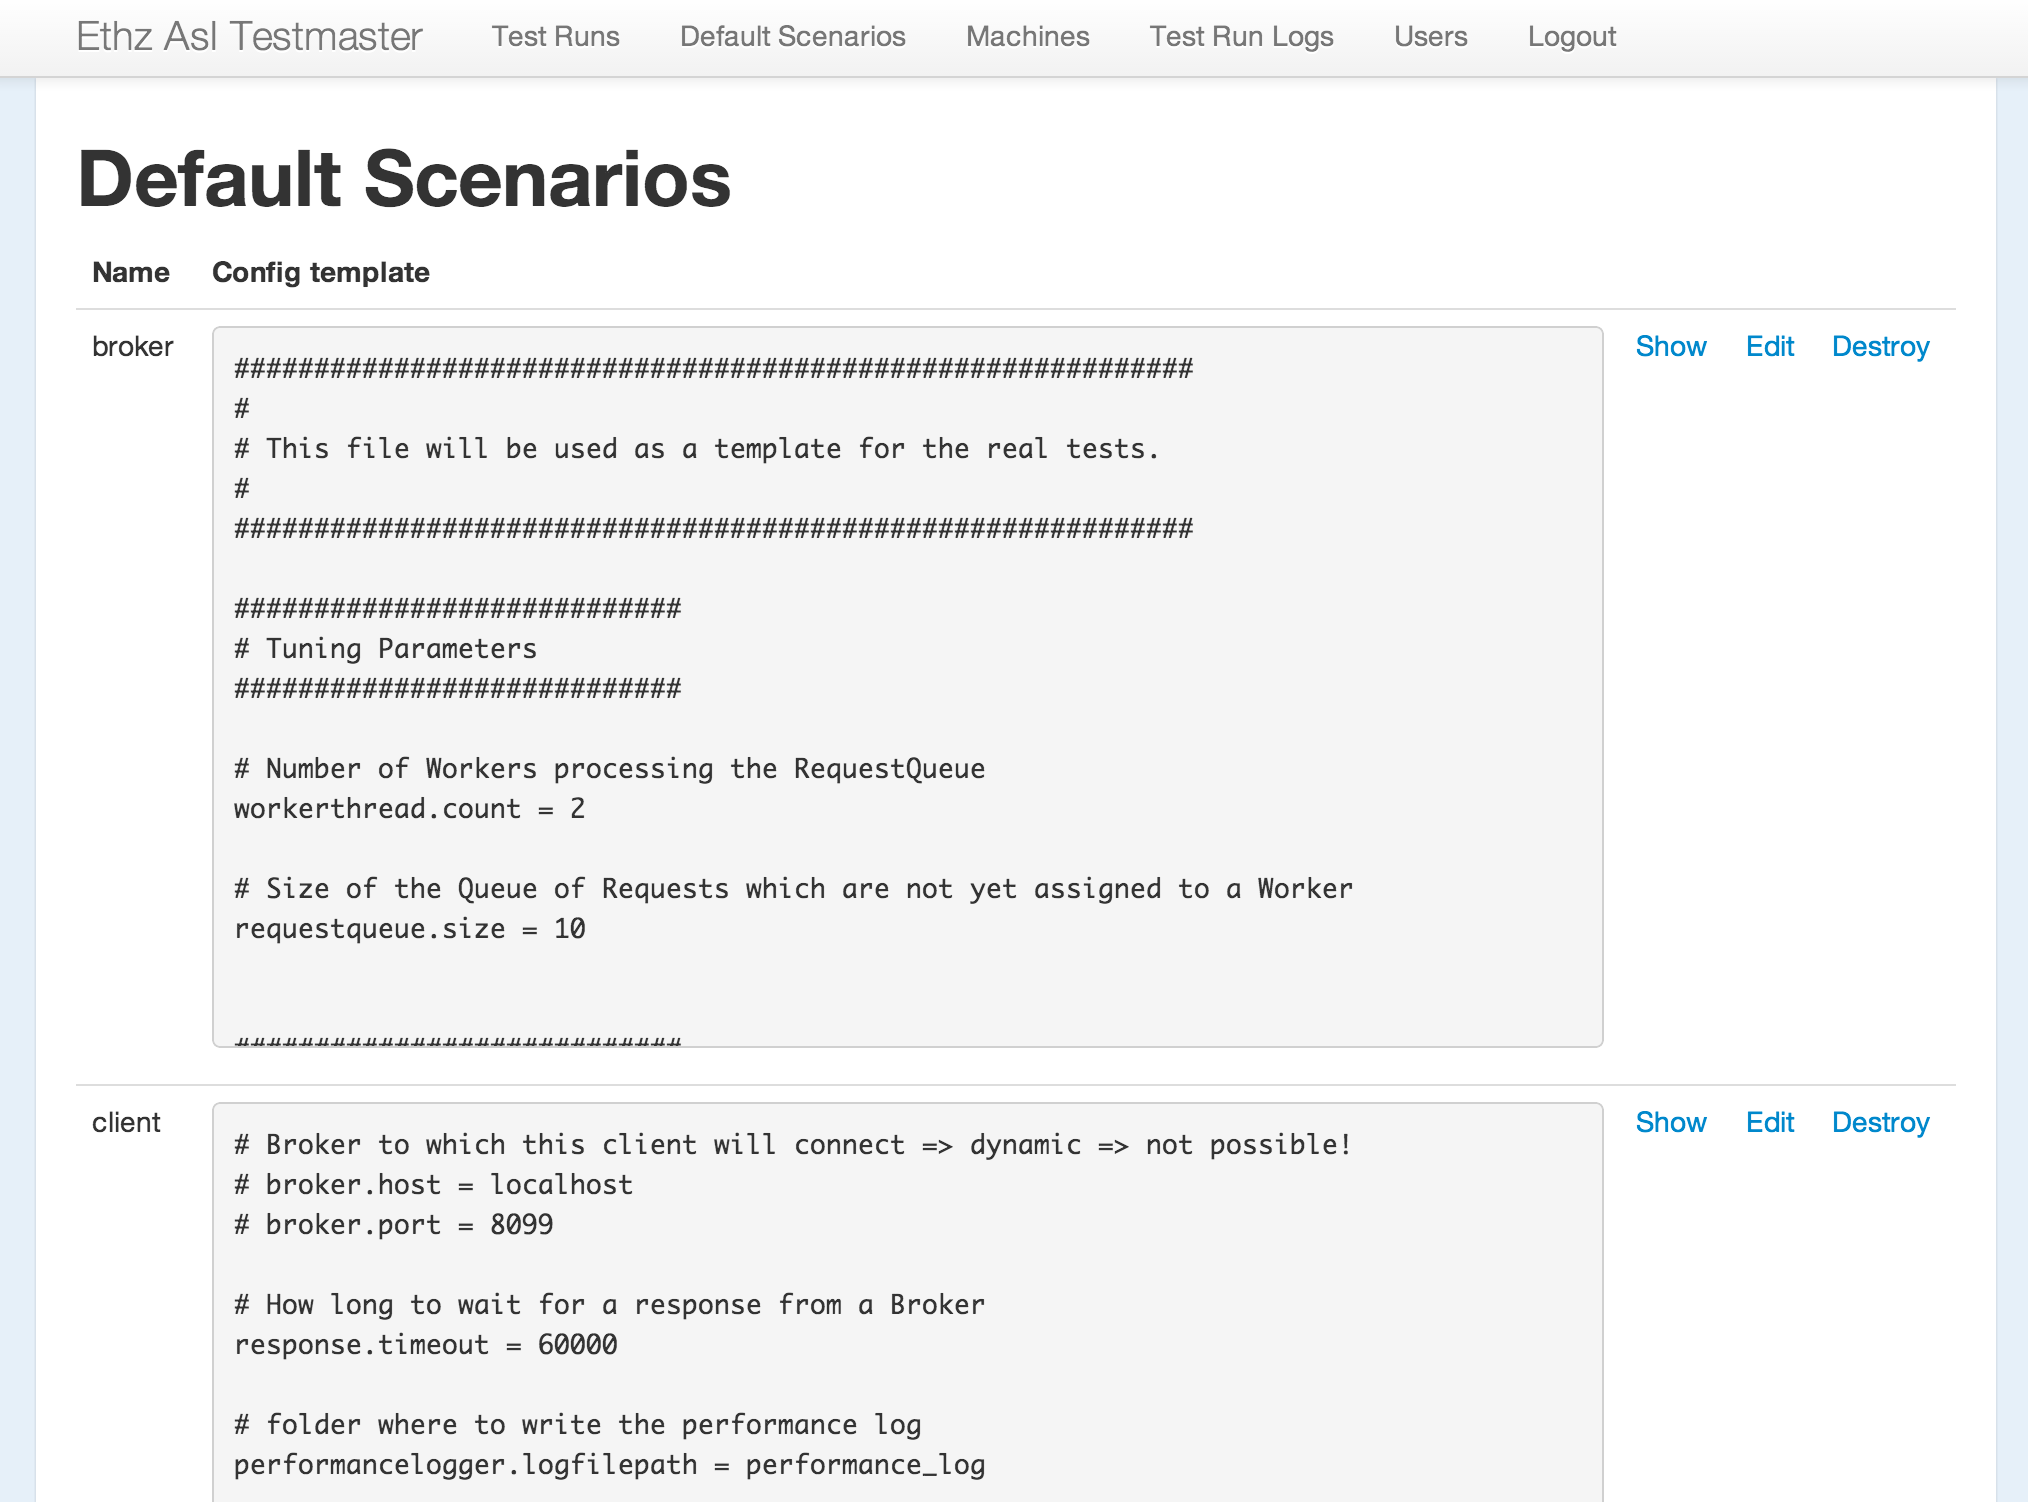 Ethz Asl Testmaster Test Runs Default Scenarios Machines Test Run Logs Users Logout
Default Scenarios
Name Config template
broker Show Edit Destroy
############################################################
#
# This file will be used as a template for the real tests.
#
############################################################
############################
# Tuning Parameters
############################
# Number of Workers processing the RequestQueue
workerthread.count = 2
# Size of the Queue of Requests which are not yet assigned to a Worker
requestqueue.size = 10
############################
client Show Edit Destroy
# Broker to which this client will connect => dynamic => not possible!
# broker.host = localhost
# broker.port = 8099
# How long to wait for a response from a Broker
response.timeout = 60000
# folder where to write the performance log
performancelogger.logfilepath = performance_log